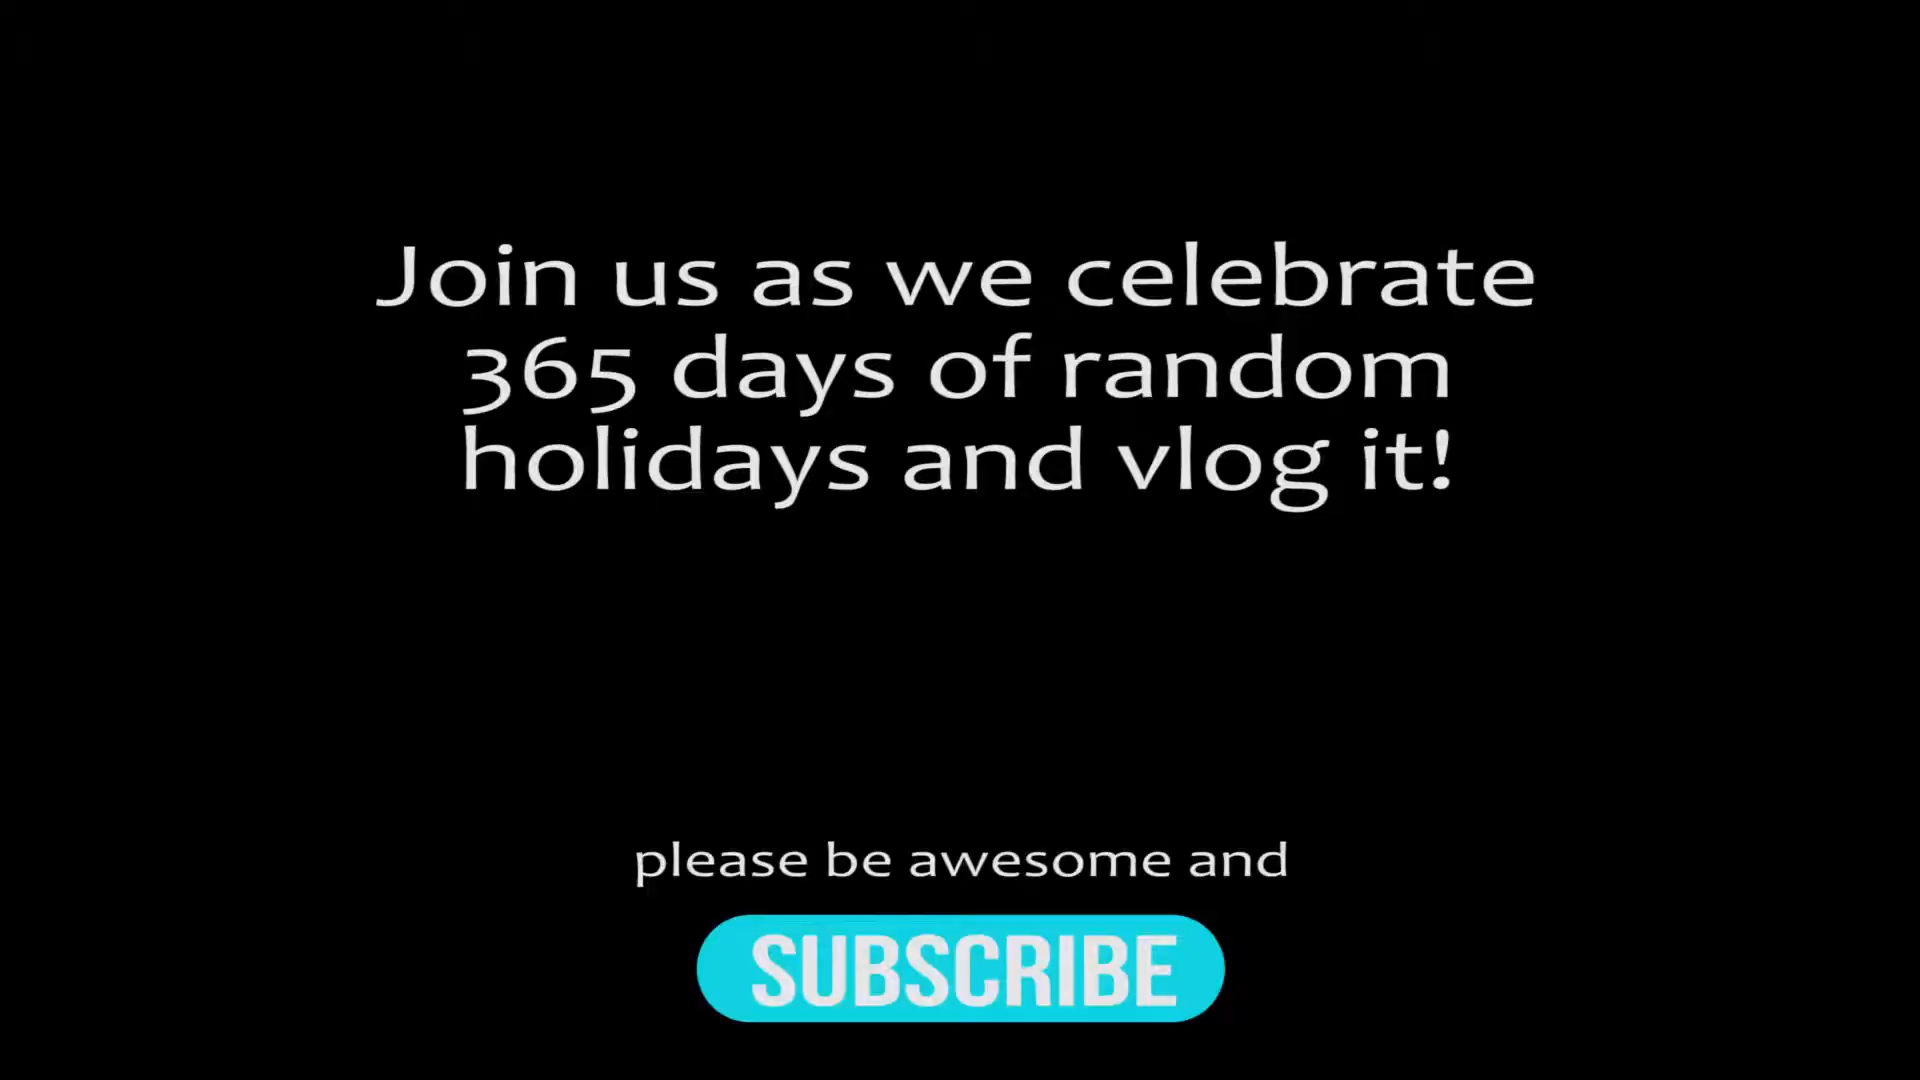 Join us as we celebrate
365 days of random
holidays and vlog it!
please be awesome and
SUBSCRIBE